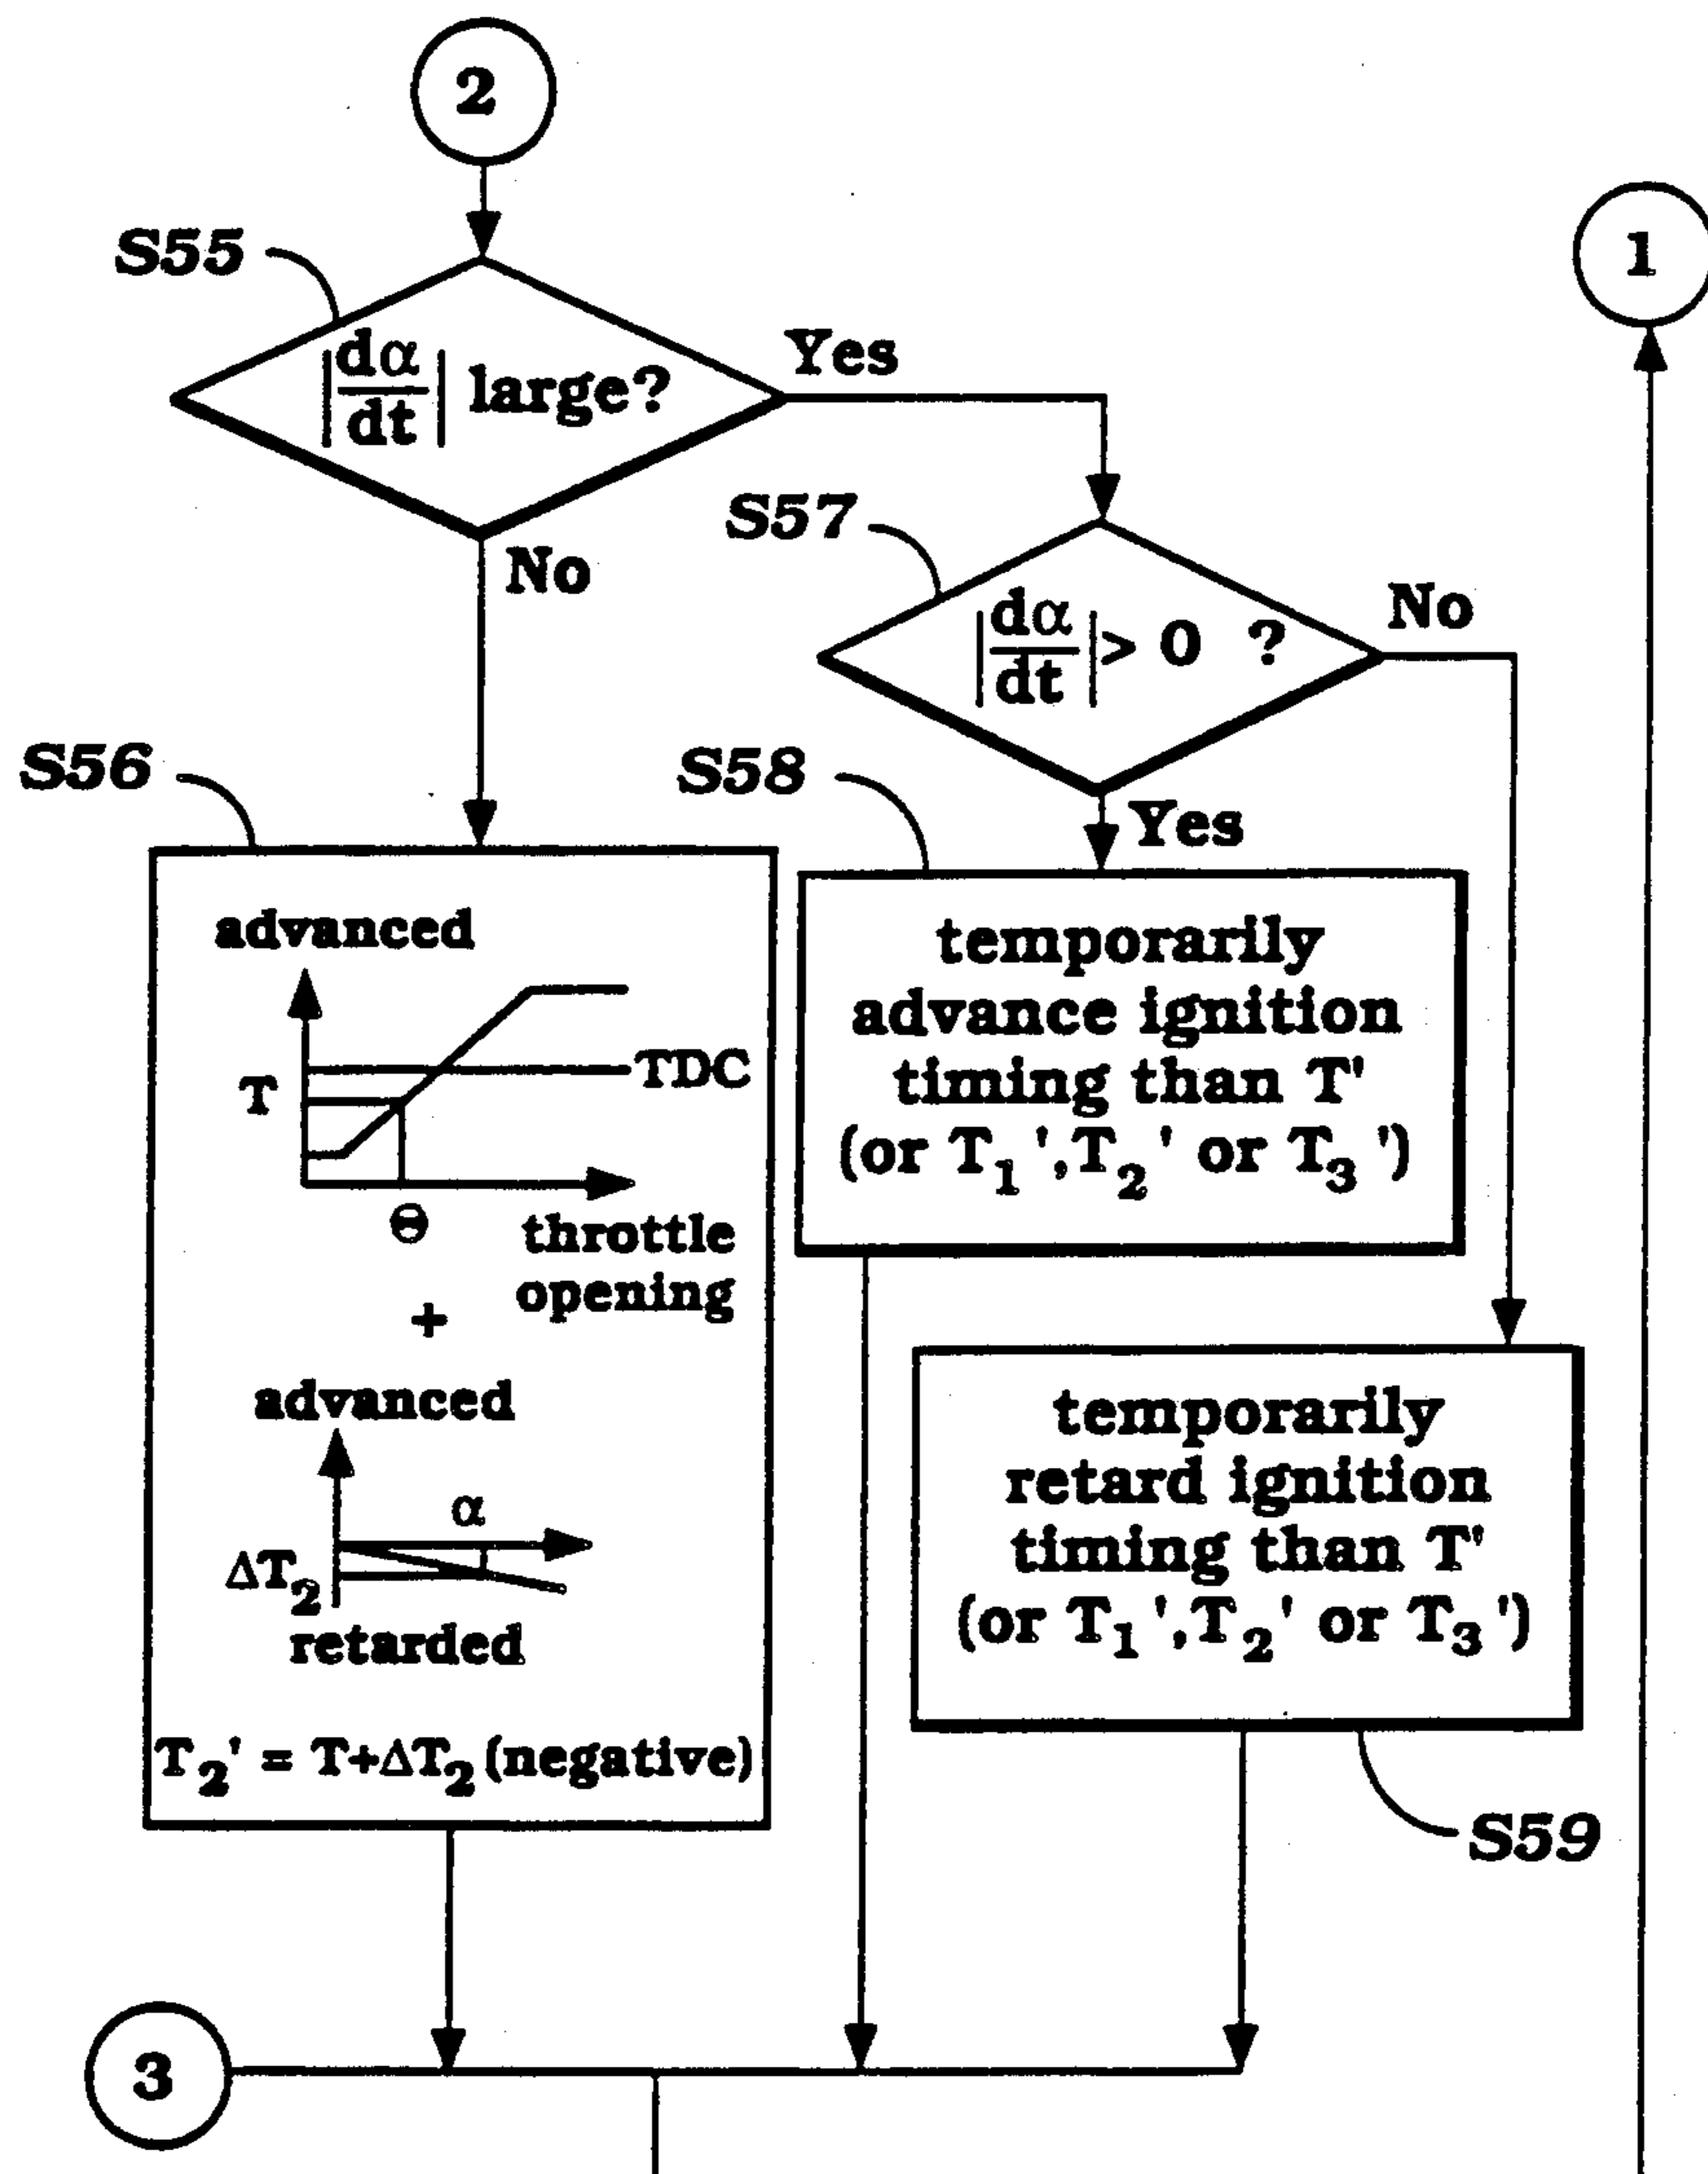 2
1
S55
|dα/dt| large?
Yes
No
S57
|dα/dt| > 0 ?
No
Yes
S56
advanced
T
TDC
Θ
throttle
opening
+
advanced
α
ΔT₂
retarded
T₂' = T+ΔT₂ (negative)
S58
temporarily
advance ignition
timing than T'
(or T₁',T₂' or T₃')
temporarily
retard ignition
timing than T'
(or T₁',T₂' or T₃')
S59
3